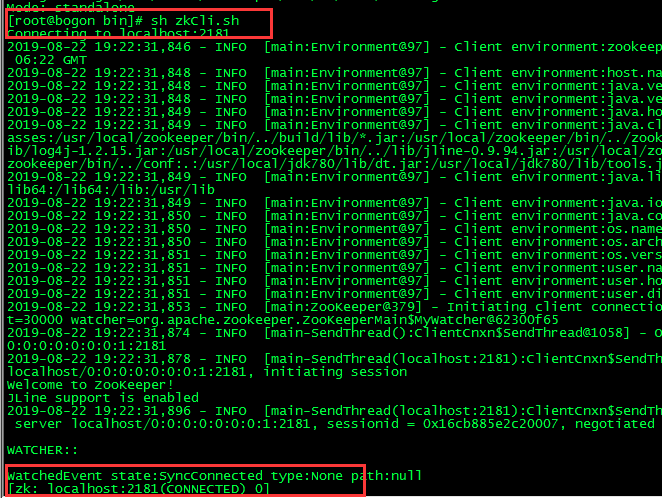 Mode: standalone
[root@bogon bin]# sh zkCli.sh
Connecting to localhost:2181
2019-08-22 19:22:31,846 - INFO  [main:Environment@97] - Client environment:zookeep
 06:22 GMT
2019-08-22 19:22:31,848 - INFO  [main:Environment@97] - Client environment:host.na
2019-08-22 19:22:31,848 - INFO  [main:Environment@97] - Client environment:java.ve
2019-08-22 19:22:31,848 - INFO  [main:Environment@97] - Client environment:java.ve
2019-08-22 19:22:31,849 - INFO  [main:Environment@97] - Client environment:java.ho
2019-08-22 19:22:31,849 - INFO  [main:Environment@97] - Client environment:java.cl
asses:/usr/local/zookeeper/bin/../build/lib/*.jar:/usr/local/zookeeper/bin/../zook
ib/log4j-1.2.15.jar:/usr/local/zookeeper/bin/../lib/jline-0.9.94.jar:/usr/local/zo
zookeeper/bin/../conf:.:/usr/local/jdk780/lib/dt.jar:/usr/local/jdk780/lib/tools.j
2019-08-22 19:22:31,849 - INFO  [main:Environment@97] - Client environment:java.li
lib64:/lib64:/lib:/usr/lib
2019-08-22 19:22:31,849 - INFO  [main:Environment@97] - Client environment:java.io
2019-08-22 19:22:31,850 - INFO  [main:Environment@97] - Client environment:java.co
2019-08-22 19:22:31,850 - INFO  [main:Environment@97] - Client environment:os.name
2019-08-22 19:22:31,850 - INFO  [main:Environment@97] - Client environment:os.arch
2019-08-22 19:22:31,851 - INFO  [main:Environment@97] - Client environment:os.vers
2019-08-22 19:22:31,851 - INFO  [main:Environment@97] - Client environment:user.na
2019-08-22 19:22:31,851 - INFO  [main:Environment@97] - Client environment:user.ho
2019-08-22 19:22:31,851 - INFO  [main:Environment@97] - Client environment:user.di
2019-08-22 19:22:31,853 - INFO  [main:ZooKeeper@379] - Initiating client connectio
t=30000 watcher=org.apache.zookeeper.ZooKeeperMain$MyWatcher@62300f65
2019-08-22 19:22:31,874 - INFO  [main-SendThread():ClientCnxn$SendThread@1058] - O
0:0:0:0:0:0:0:1:2181
2019-08-22 19:22:31,878 - INFO  [main-SendThread(localhost:2181):ClientCnxn$SendTh
localhost/0:0:0:0:0:0:0:1:2181, initiating session
Welcome to ZooKeeper!
JLine support is enabled
2019-08-22 19:22:31,896 - INFO  [main-SendThread(localhost:2181):ClientCnxn$SendTh
 server localhost/0:0:0:0:0:0:0:1:2181, sessionid = 0x16cb885e2c20007, negotiated
WATCHER::
WatchedEvent state:SyncConnected type:None path:null
[zk: localhost:2181(CONNECTED) 0]